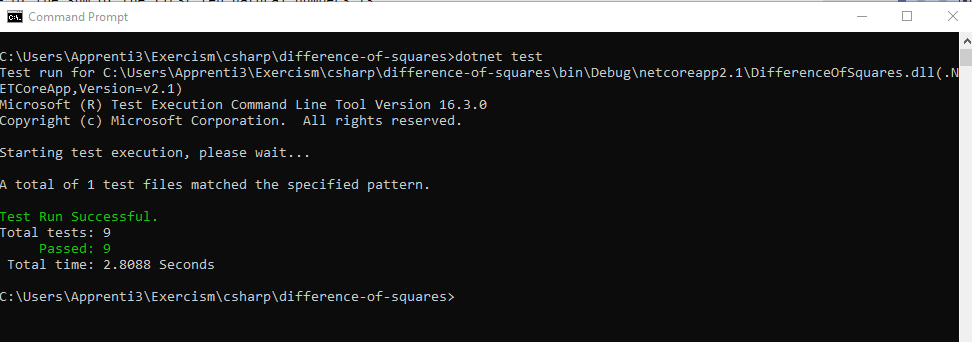 Command Prompt
C:\Users\Apprenti3\Exercism\csharp\difference-of-squares>dotnet test
Test run for C:\Users\Apprenti3\Exercism\csharp\difference-of-squares\bin\Debug\netcoreapp2.1\DifferenceOfSquares.dll(.N
ETCoreApp,Version=v2.1)
Microsoft (R) Test Execution Command Line Tool Version 16.3.0
Copyright (c) Microsoft Corporation.  All rights reserved.
Starting test execution, please wait...
A total of 1 test files matched the specified pattern.
Test Run Successful.
Total tests: 9
     Passed: 9
 Total time: 2.8088 Seconds
C:\Users\Apprenti3\Exercism\csharp\difference-of-squares>